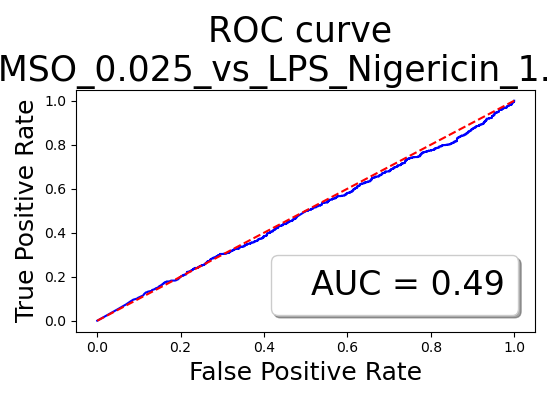 ROC curve
MSO_0.025_vs_LPS_Nigericin_1.
True Positive Rate
1.0
0.8
0.6
0.4
0.2
0.0
AUC = 0.49
0.0 0.2 0.4 0.6 0.8 1.0
False Positive Rate